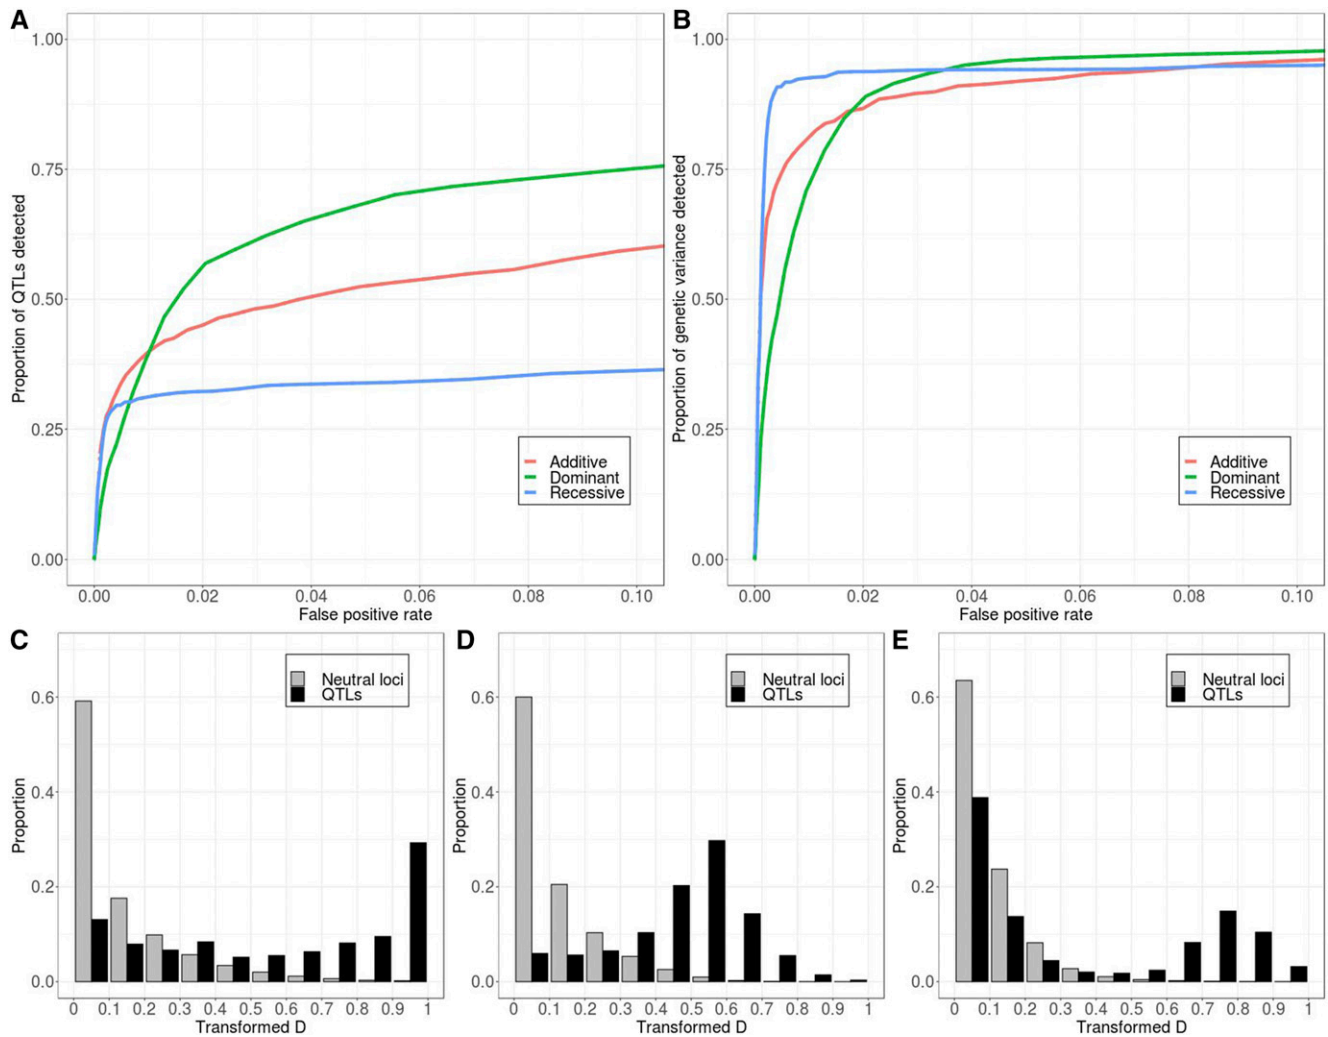 A
Proportion of QTLs detected
1.00
0.75
0.50
0.25
0.00
Additive
Dominant
Recessive
0.00 0.02 0.04 0.06 0.08 0.10
False positive rate
B
Proportion of genetic variance detected
1.00
0.75
0.50
0.25
0.00
Additive
Dominant
Recessive
0.00 0.02 0.04 0.06 0.08 0.10
False positive rate
C
Proportion
0.6
0.4
0.2
0.0
Neutral loci
QTLs
0 0.1 0.2 0.3 0.4 0.5 0.6 0.7 0.8 0.9 1
Transformed D
D
Proportion
0.6
0.4
0.2
0.0
Neutral loci
QTLs
0 0.1 0.2 0.3 0.4 0.5 0.6 0.7 0.8 0.9 1
Transformed D
E
Proportion
0.6
0.4
0.2
0.0
Neutral loci
QTLs
0 0.1 0.2 0.3 0.4 0.5 0.6 0.7 0.8 0.9 1
Transformed D